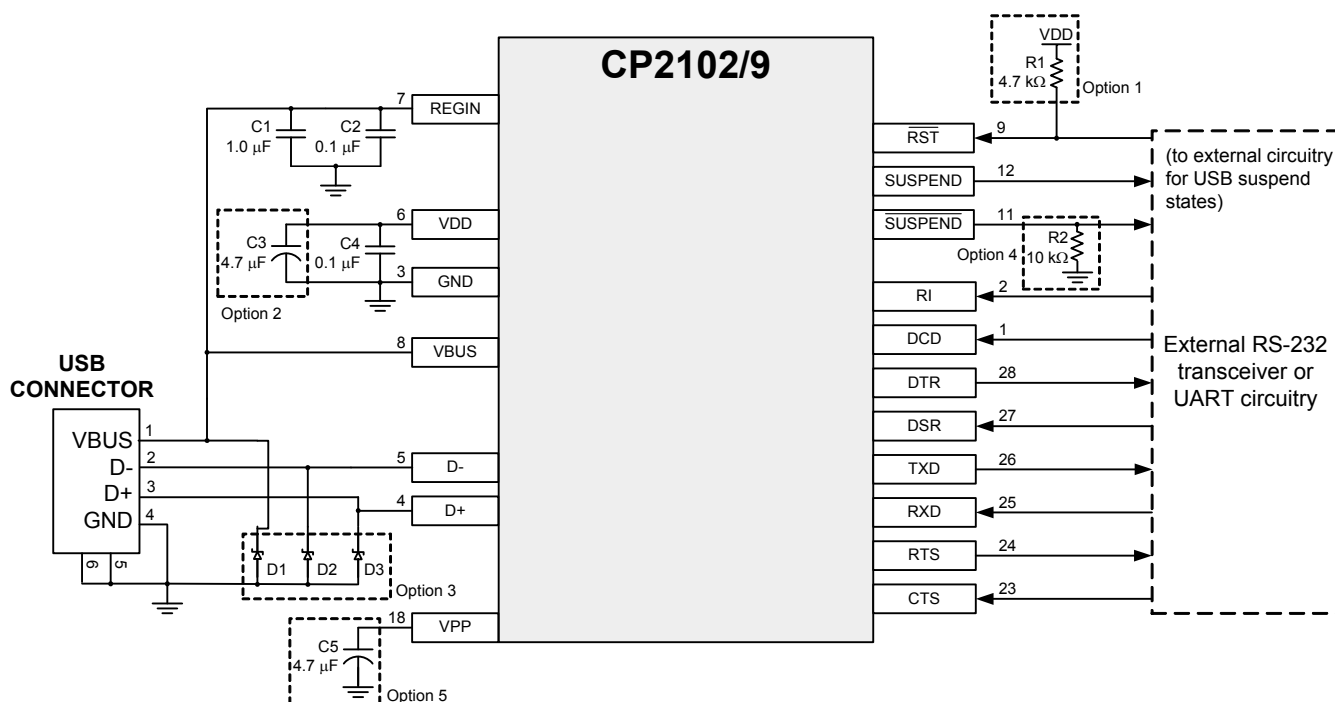 CP2102/9
VDD
R1
4.7 kΩ
Option 1
7
REGIN
C1
1.0 μF
C2
0.1 μF
9
RST
12
SUSPEND
11
SUSPEND
(to external circuitry
for USB suspend
states)
R2
10 kΩ
Option 4
6
VDD
C3
4.7 μF
C4
0.1 μF
3
GND
Option 2
2
RI
1
DCD
28
DTR
27
DSR
26
TXD
25
RXD
24
RTS
23
CTS
External RS-232
transceiver or
UART circuitry
8
VBUS
USB
CONNECTOR
VBUS 1
D- 2
D+ 3
GND 4
6
5
5
D-
4
D+
D1
D2
D3
Option 3
18
VPP
C5
4.7 μF
Option 5